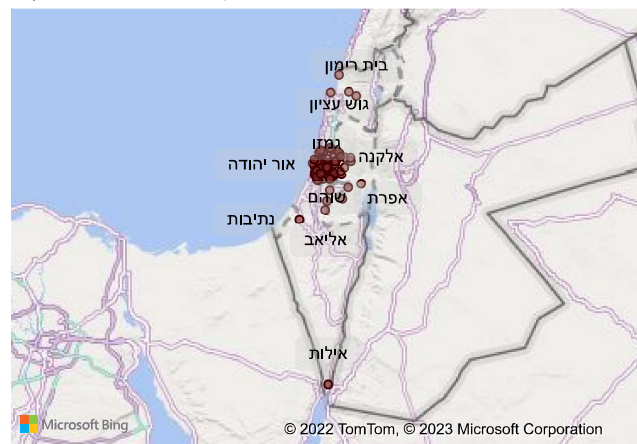 בית רימון
גוש עציון
גמזו
אלקנה
אור יהודה
שוהם
אפרת
נתיבות
אליאב
אילות
Microsoft Bing
© 2022 TomTom, © 2023 Microsoft Corporation